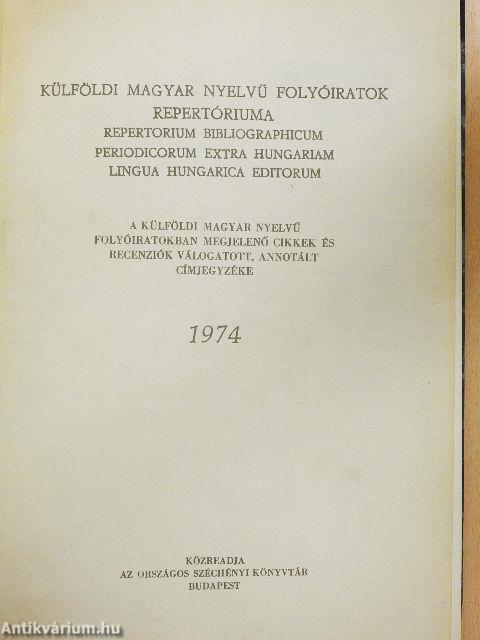 KÜLFÖLDI MAGYAR NYELVŰ FOLYÓIRATOK
REPERTÓRIUMA
REPERTORIUM BIBLIOGRAPHICUM
PERIODICORUM EXTRA HUNGARIAM
LINGUA HUNGARICA EDITORUM
A KÜLFÖLDI MAGYAR NYELVŰ
FOLYÓIRATOKBAN MEGJELENŐ CIKKEK ÉS
RECENZIÓK VÁLOGATOTT, ANNOTÁLT
CÍMJEGYZÉKE
1974
KÖZREADJA
AZ ORSZÁGOS SZÉCHÉNYI KÖNYVTÁR
BUDAPEST
Antikvárium.hu